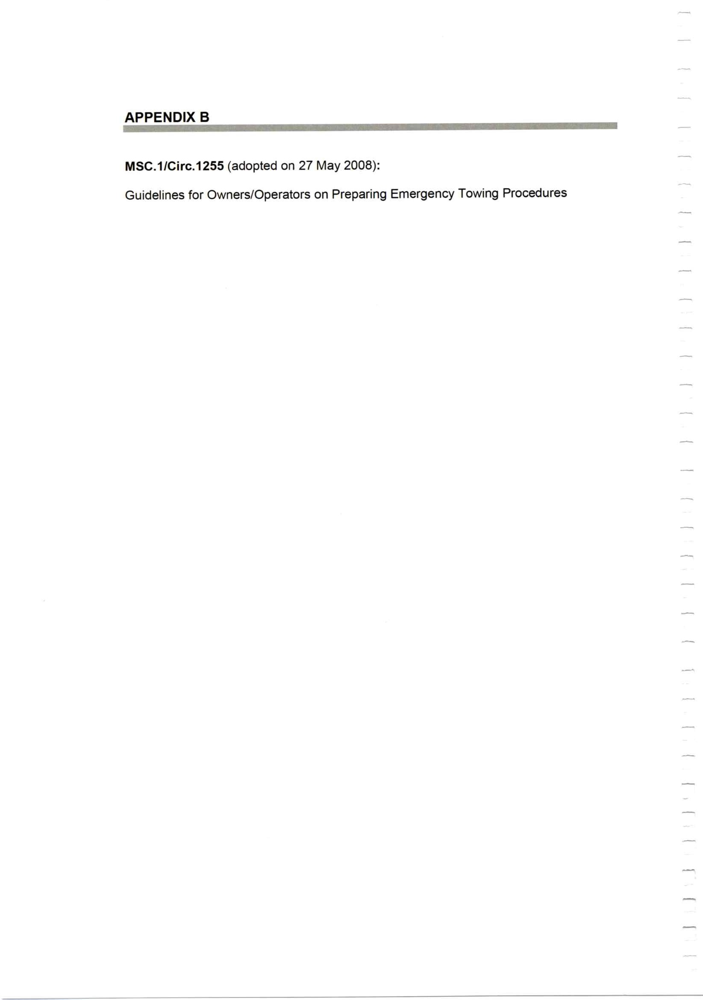 APPENDIX B
MSC.1/Circ.1255 (adopted on 27 May 2008):
Guidelines for Owners/Operators on Preparing Emergency Towing Procedures